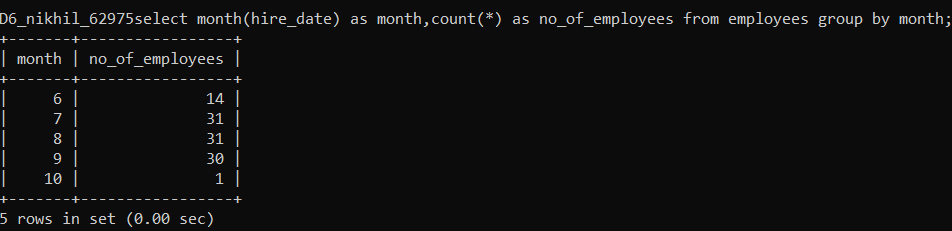 D6_nikhil_62975select month(hire_date) as month,count(*) as no_of_employees from employees group by month;
+-------+-----------------+
| month | no_of_employees |
+-------+-----------------+
|     6 |              14 |
|     7 |              31 |
|     8 |              31 |
|     9 |              30 |
|    10 |               1 |
+-------+-----------------+
5 rows in set (0.00 sec)